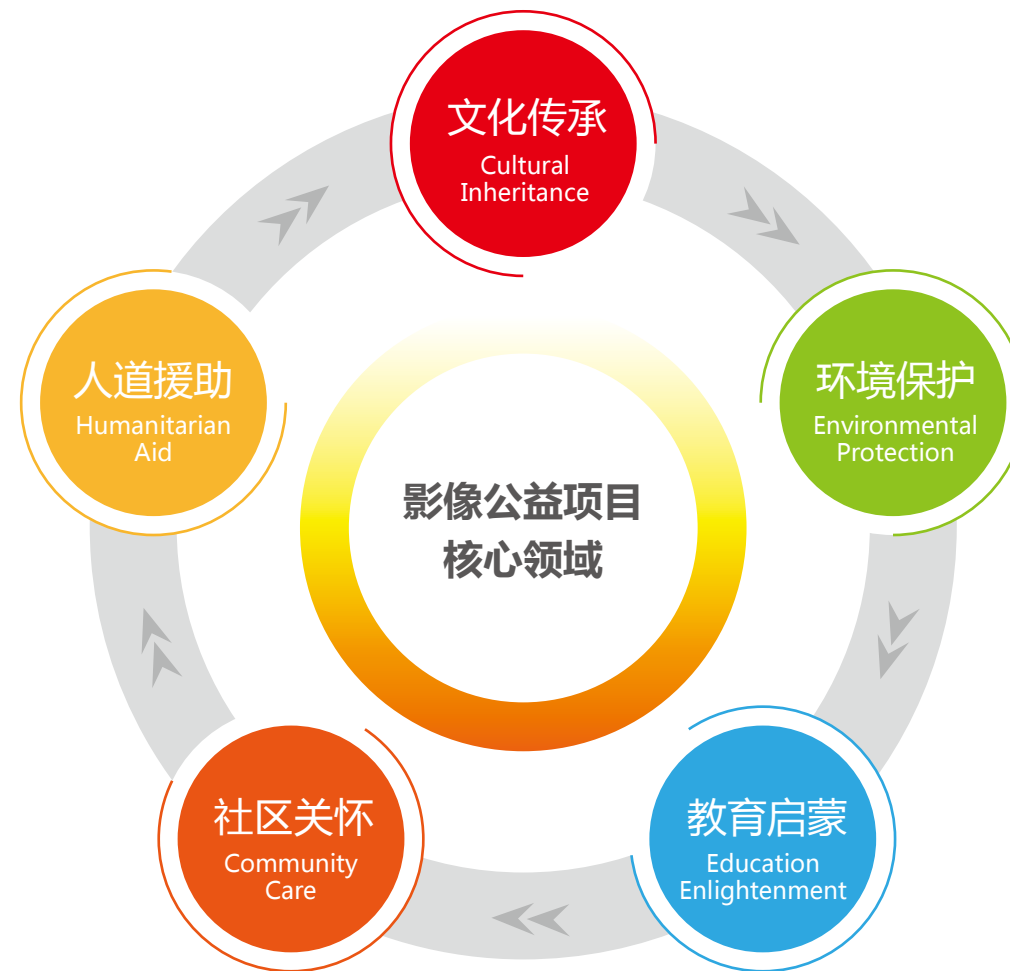 文化传承
Cultural
Inheritance
环境保护
Environmental
Protection
教育启蒙
Education
Enlightenment
社区关怀
Community
Care
人道援助
Humanitarian
Aid
影像公益项目
核心领域